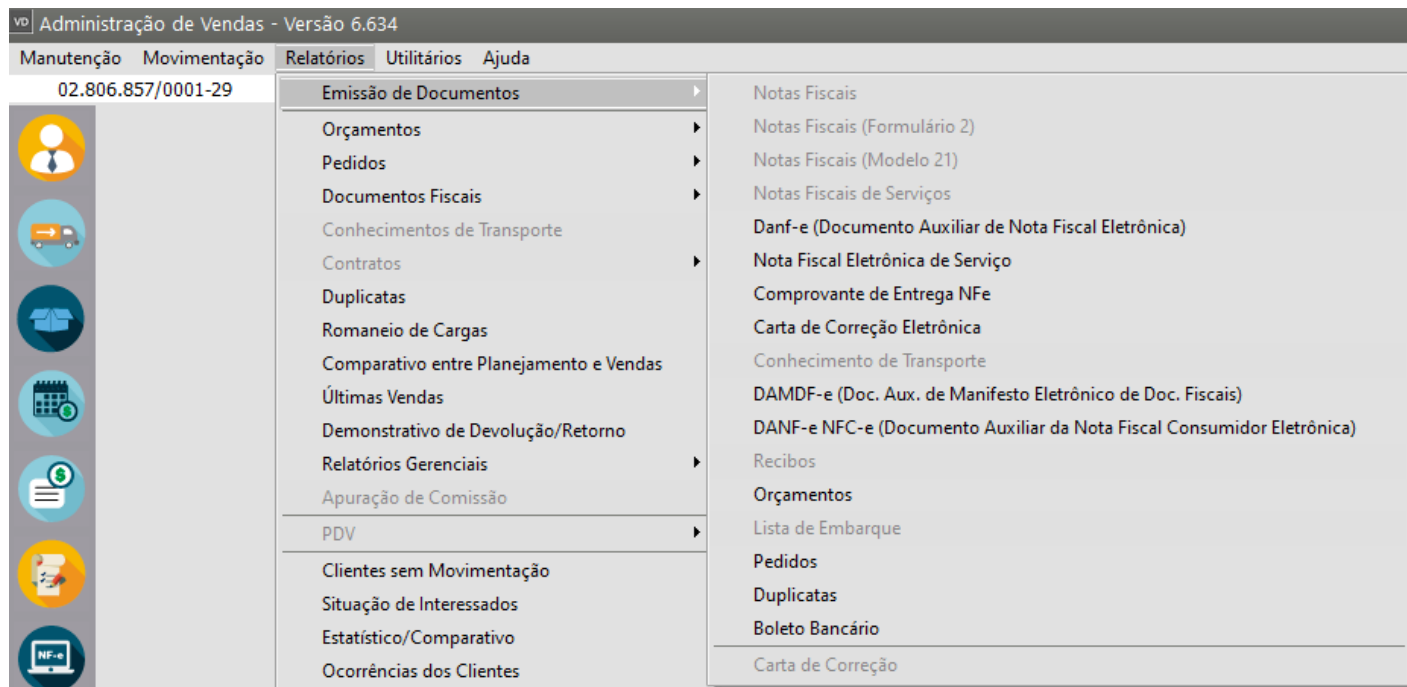 VD Administração de Vendas - Versão 6.634
Manutenção Movimentação Relatórios Utilitários Ajuda
02.806.857/0001-29
Emissão de Documentos
Orçamentos
Pedidos
Documentos Fiscais
Conhecimentos de Transporte
Contratos
Duplicatas
Romaneio de Cargas
Comparativo entre Planejamento e Vendas
Últimas Vendas
Demonstrativo de Devolução/Retorno
Relatórios Gerenciais
Apuração de Comissão
PDV
Clientes sem Movimentação
Situação de Interessados
Estatístico/Comparativo
Ocorrências dos Clientes
Notas Fiscais
Notas Fiscais (Formulário 2)
Notas Fiscais (Modelo 21)
Notas Fiscais de Serviços
Danf-e (Documento Auxiliar de Nota Fiscal Eletrônica)
Nota Fiscal Eletrônica de Serviço
Comprovante de Entrega NFe
Carta de Correção Eletrônica
Conhecimento de Transporte
DAMDF-e (Doc. Aux. de Manifesto Eletrônico de Doc. Fiscais)
DANF-e NFC-e (Documento Auxiliar da Nota Fiscal Consumidor Eletrônica)
Recibos
Orçamentos
Lista de Embarque
Pedidos
Duplicatas
Boleto Bancário
Carta de Correção
$
$
NF-e